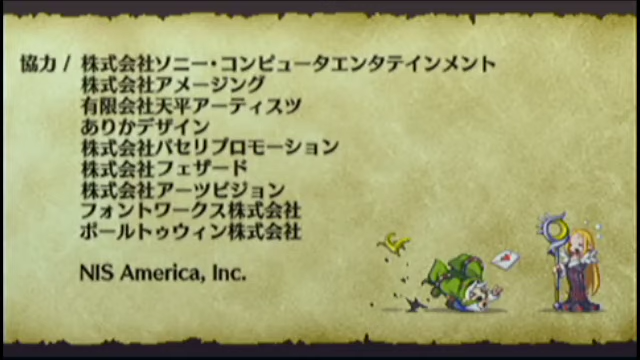 協力 / 株式会社ソニー・コンピュータエンタテインメント
株式会社アメージング
有限会社天平アーティスツ
ありかデザイン
株式会社パセリプロモーション
株式会社フェザード
株式会社アーツビジョン
フォントワークス株式会社
ポールトゥウィン株式会社
NIS America, Inc.